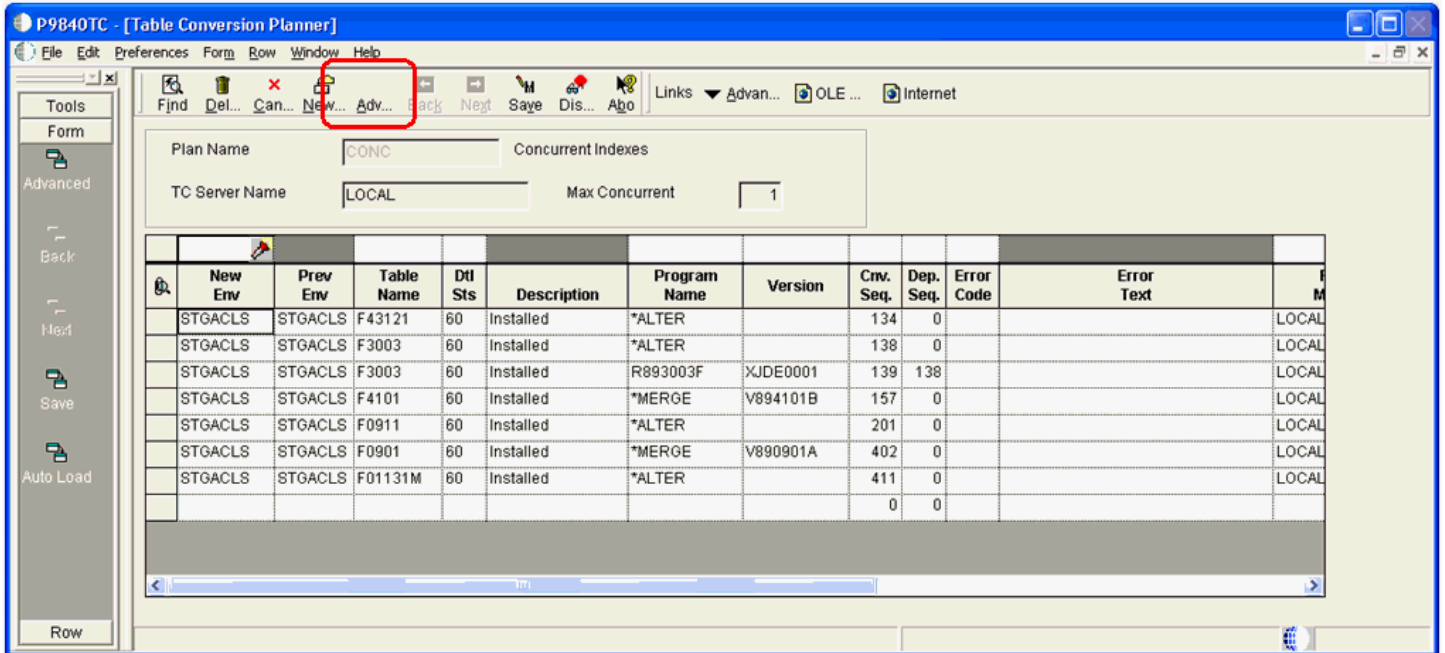 P9840TC - [Table Conversion Planner]
File Edit Preferences Form Row Window Help
Tools
Form
Advanced
Back
Next
Save
Auto Load
Row
Find Del... Can... New... Adv... Back Next Save Dis... Abo Links Advan... OLE ... Internet
Plan Name CONC Concurrent Indexes
TC Server Name LOCAL Max Concurrent 1
New Env Prev Env Table Name Dtl Sts Description Program Name Version Cnv. Seq. Dep. Seq. Error Code Error Text
STGACLS STGACLS F43121 60 Installed *ALTER 134 0 LOCAL
STGACLS STGACLS F3003 60 Installed *ALTER 138 0 LOCAL
STGACLS STGACLS F3003 60 Installed R893003F XJDE0001 139 138 LOCAL
STGACLS STGACLS F4101 60 Installed *MERGE V894101B 157 0 LOCAL
STGACLS STGACLS F0911 60 Installed *ALTER 201 0 LOCAL
STGACLS STGACLS F0901 60 Installed *MERGE V890901A 402 0 LOCAL
STGACLS STGACLS F01131M 60 Installed *ALTER 411 0 LOCAL
0 0